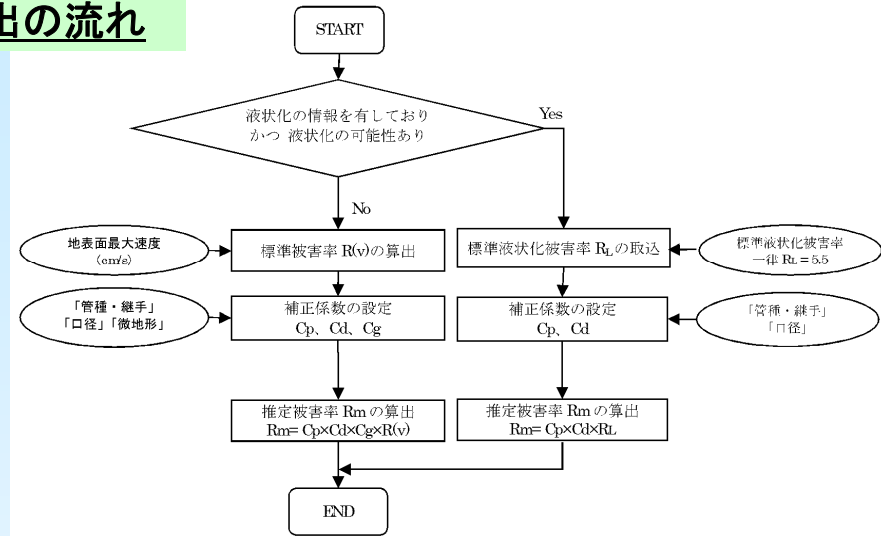 出の流れ
START
液状化の情報を有しており
かつ 液状化の可能性あり
Yes
No
地表面最大速度
(cm/s)
標準被害率 R(v)の算出
標準液状化被害率 RLの取込
標準液状化被害率
一律 RL = 5.5
「管種・継手」
「口径」「微地形」
補正係数の設定
Cp、Cd、Cg
補正係数の設定
Cp、Cd
「管種・継手」
「口径」
推定被害率 Rm の算出
Rm= Cp×Cd×Cg×R(v)
推定被害率 Rm の算出
Rm= Cp×Cd×RL
END